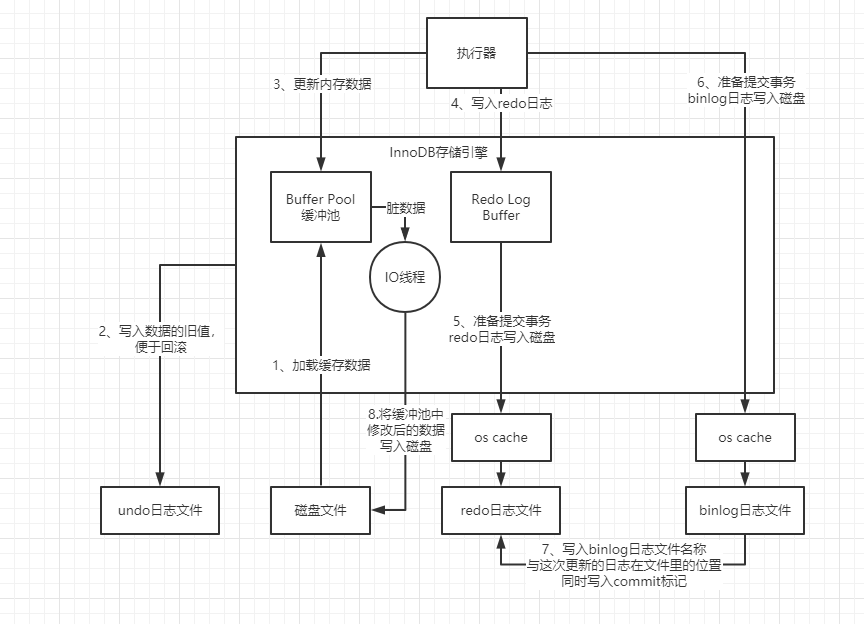 执行器
3、更新内存数据
4、写入redo日志
6、准备提交事务
binlog日志写入磁盘
InnoDB存储引擎
Buffer Pool
缓冲池
脏数据
Redo Log
Buffer
IO线程
2、写入数据的旧值，
便于回滚
1、加载缓存数据
5、准备提交事务
redo日志写入磁盘
8.将缓冲池中
修改后的数据
写入磁盘
os cache
os cache
undo日志文件
磁盘文件
redo日志文件
binlog日志文件
7、写入binlog日志文件名称
与这次更新的日志在文件里的位置
同时写入commit标记